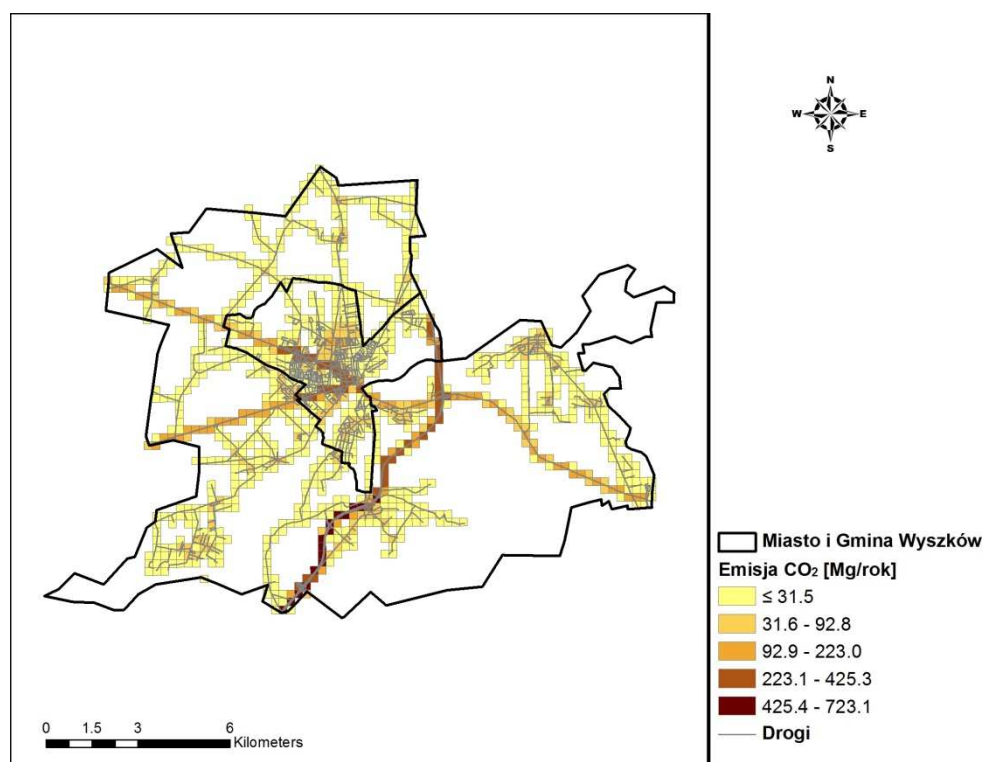 N
W E
S
Miasto i Gmina Wyszków
Emisja CO₂ [Mg/rok]
≤ 31.5
31.6 - 92.8
92.9 - 223.0
223.1 - 425.3
425.4 - 723.1
Drogi
0 1.5 3 6
Kilometers